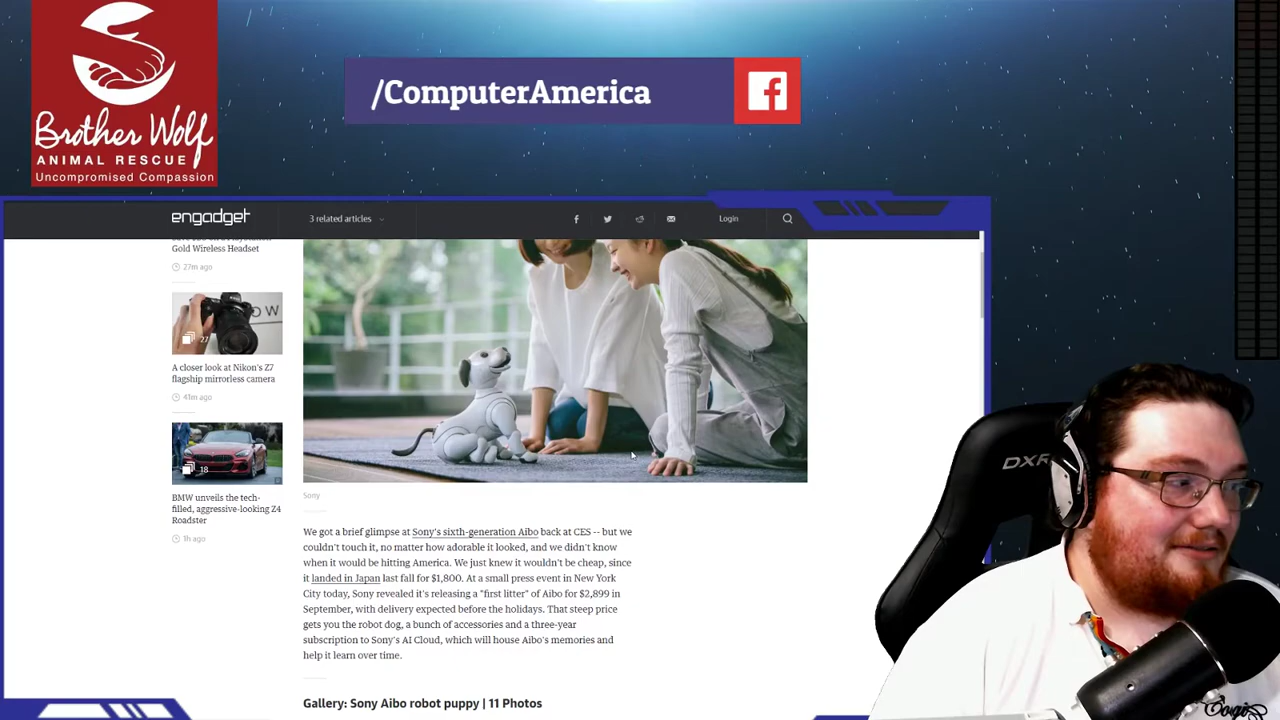 Brother Wolf
ANIMAL RESCUE
Uncompromised Compassion
/ComputerAmerica
engadget
3 related articles
Login
Gold Wireless Headset
27m ago
27
A closer look at Nikon's Z7
flagship mirrorless camera
41m ago
18
BMW unveils the tech-
filled, aggressive-looking Z4
Roadster
1h ago
Sony
We got a brief glimpse at Sony's sixth-generation Aibo back at CES -- but we
couldn't touch it, no matter how adorable it looked, and we didn't know
when it would be hitting America. We just knew it wouldn't be cheap, since
it landed in Japan last fall for $1,800. At a small press event in New York
City today, Sony revealed it's releasing a "first litter" of Aibo for $2,899 in
September, with delivery expected before the holidays. That steep price
gets you the robot dog, a bunch of accessories and a three-year
subscription to Sony's AI Cloud, which will house Aibo's memories and
help it learn over time.
Gallery: Sony Aibo robot puppy | 11 Photos
DXR